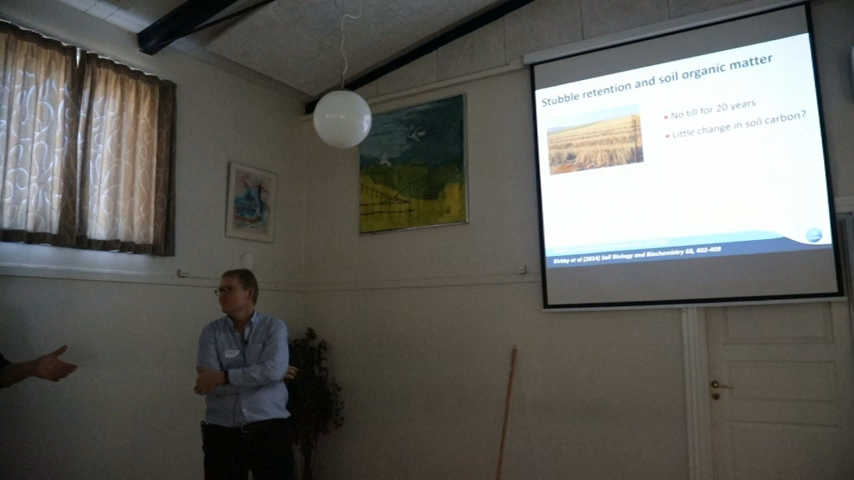 Stubble retention and soil organic matter
No till for 20 years
Little change in soil carbon?
Kirkby et al (2014) Soil Biology and Biochemistry 68, 402-409